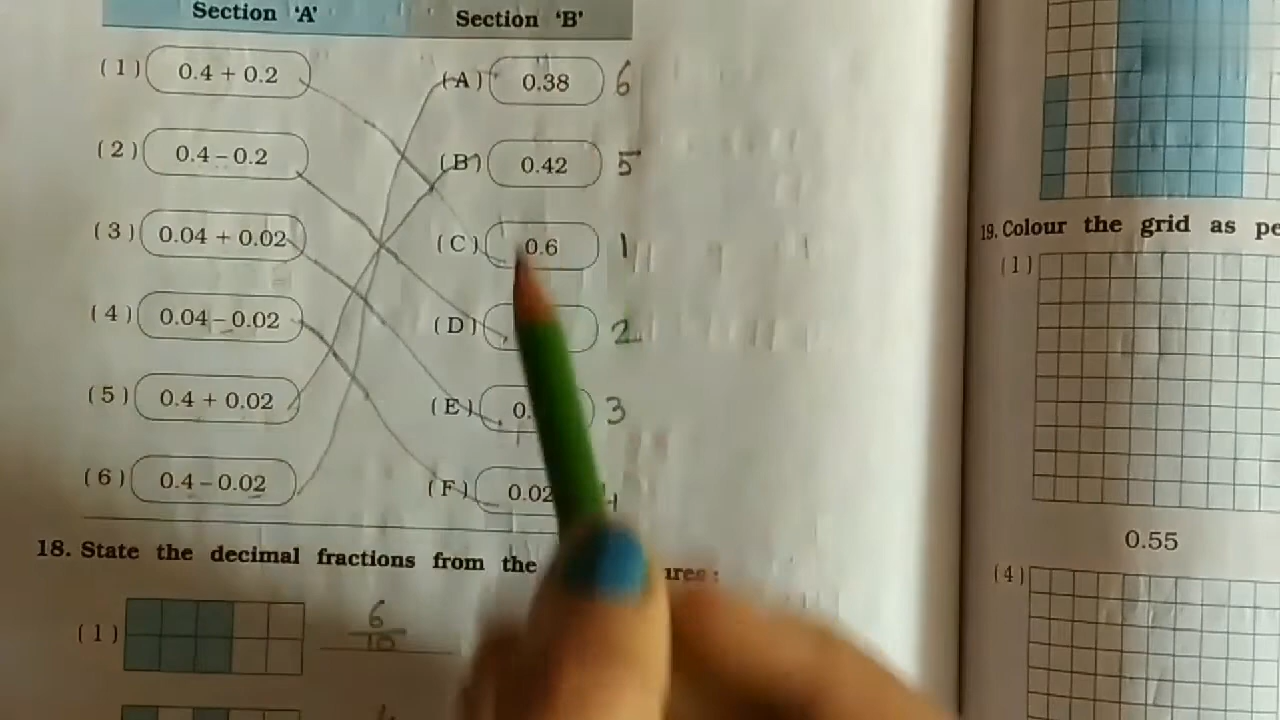 Section 'A' Section 'B'
(1) 0.4 + 0.2 (A) 0.38 6
(2) 0.4 – 0.2 (B) 0.42 5
(3) 0.04 + 0.02 (C) 0.6 1
(4) 0.04 – 0.02 (D) 2
(5) 0.4 + 0.02 (E) 0. 3
(6) 0.4 – 0.02 (F) 0.02
18. State the decimal fractions from the
(1) 6/10
19. Colour the grid as
(1)
0.55
(4)